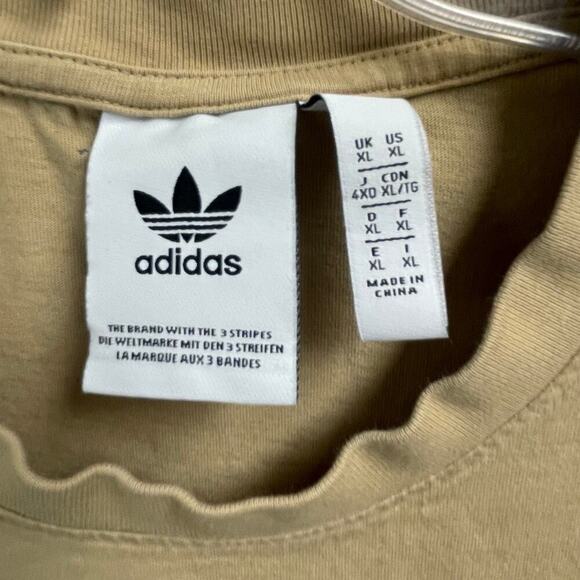 adidas
THE BRAND WITH THE 3 STRIPES
DIE WELTMARKE MIT DEN 3 STREIFEN
LA MARQUE AUX 3 BANDES
UK US
XL XL
J CDN
4XO XL/TG
D F
XL XL
E I
XL XL
MADE IN
CHINA